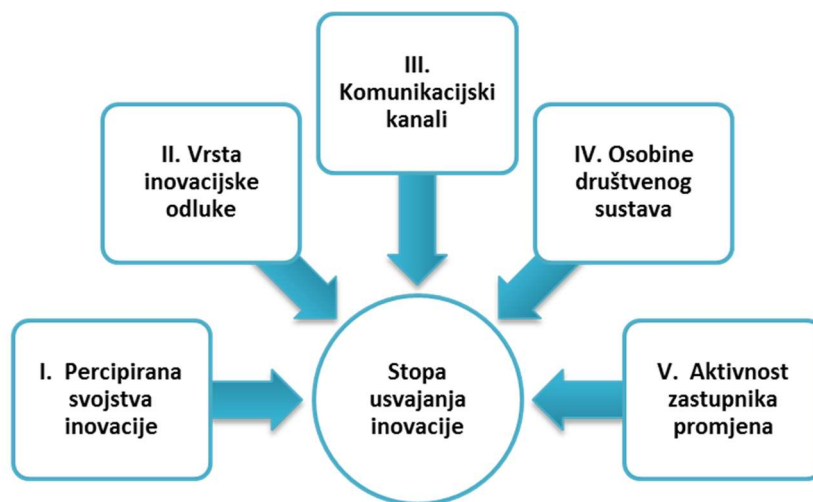 I. Percipirana
svojstva
inovacije
II. Vrsta
inovacijske
odluke
III.
Komunikacijski
kanali
IV. Osobine
društvenog
sustava
V. Aktivnost
zastupnika
promjena
Stopa
usvajanja
inovacije